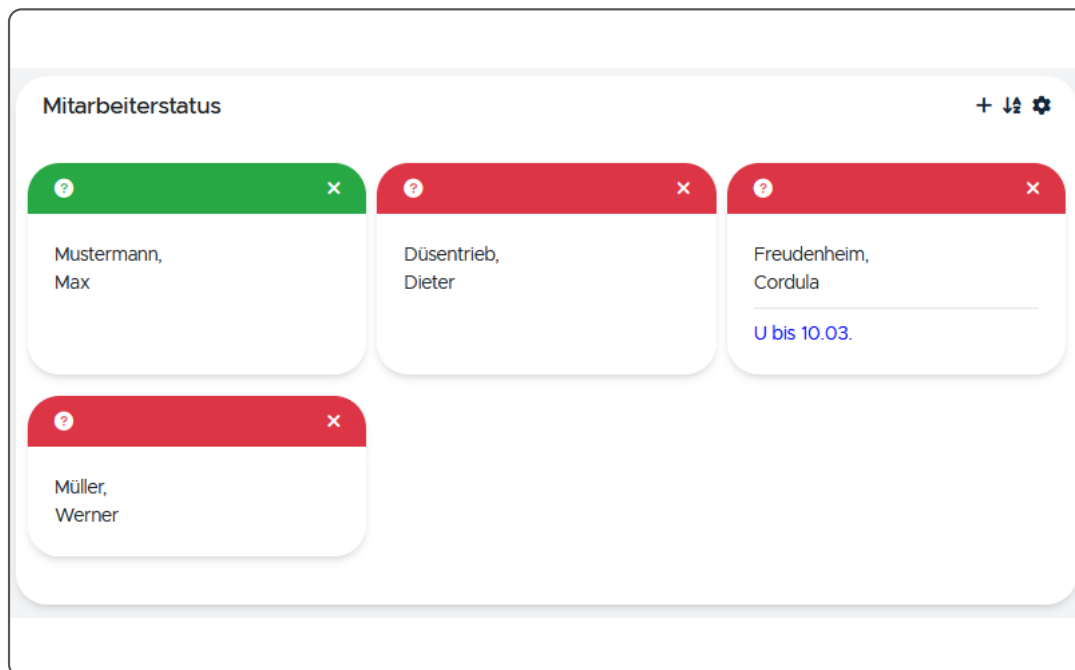 Mitarbeiterstatus
Mustermann,
Max
Düsentrieb,
Dieter
Freudenheim,
Cordula
U bis 10.03.
Müller,
Werner